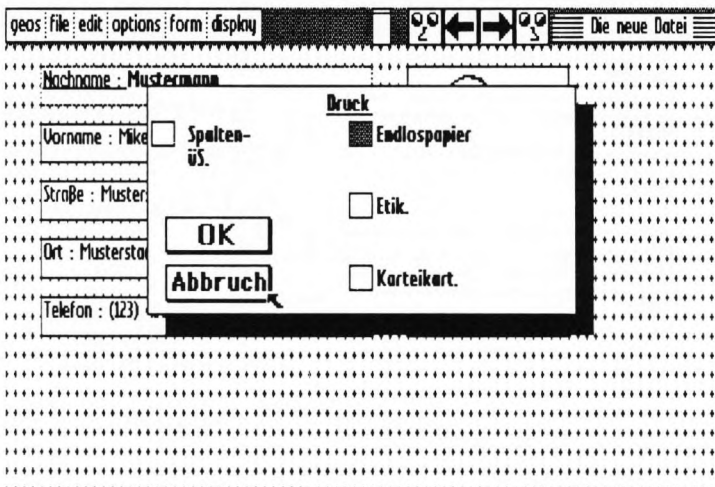 geos file edit options form display
Die neue Datei
Nachname : Mustermann
Druck
Vorname : Mike
Spalten-
üS.
Endlospapier
Straße : Muster
Etik.
OK
Ort : Mustersta
Abbruch
Karteikart.
Telefon : (123)